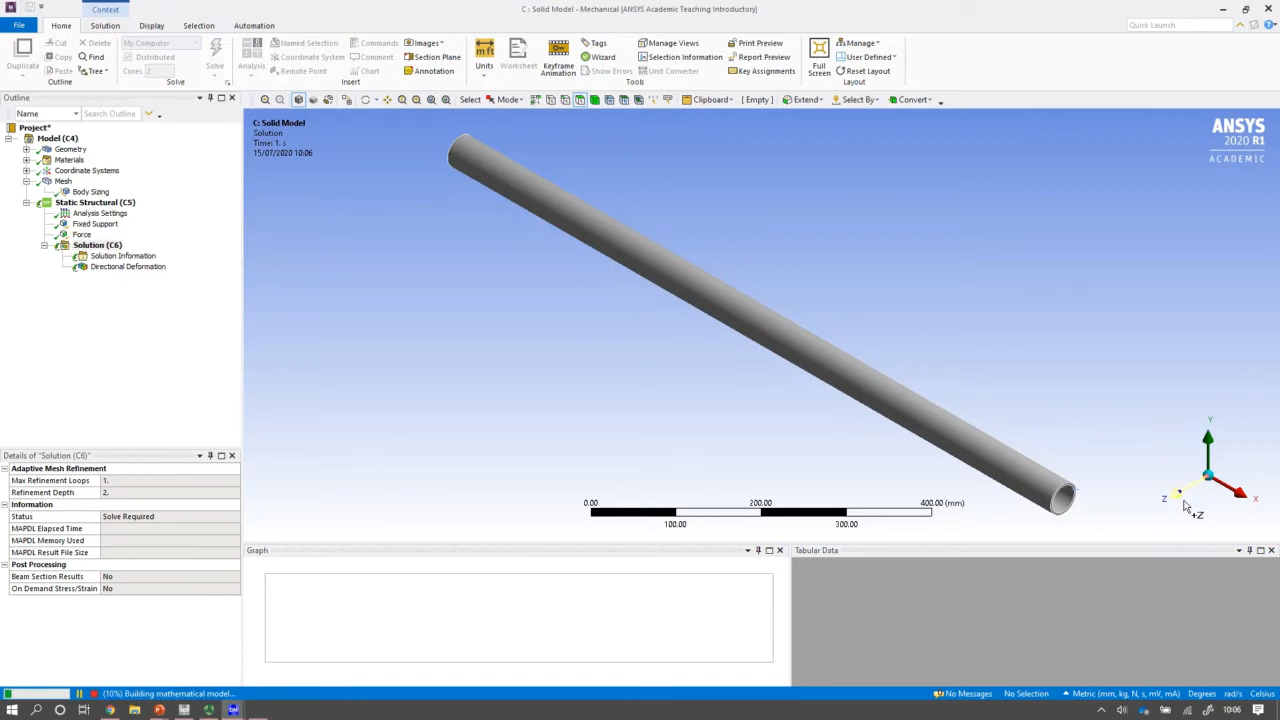 Context
C : Solid Model - Mechanical [ANSYS Academic Teaching Introductory]
File Home Solution Display Selection Automation
Quick Launch
Duplicate
Cut
Copy
Paste
Delete
Find
Tree
Outline
My Computer
Distributed
Cores 2
Solve
Solve
Analysis
Named Selection
Coordinate System
Remote Point
Commands
Comment
Chart
Images
Section Plane
Annotation
Insert
Units
Worksheet
Keyframe
Animation
Tags
Wizard
Show Errors
Manage Views
Selection Information
Unit Converter
Print Preview
Report Preview
Key Assignments
Tools
Full
Screen
Manage
User Defined
Reset Layout
Layout
Outline
Select Mode Clipboard [ Empty ] Extend Select By Convert
Name Search Outline
Project*
Model (C4)
Geometry
Materials
Coordinate Systems
Mesh
Body Sizing
Static Structural (C5)
Analysis Settings
Fixed Support
Force
Solution (C6)
Solution Information
Directional Deformation
C: Solid Model
Solution
Time: 1. s
15/07/2020 10:06
ANSYS
2020 R1
ACADEMIC
Y
Z
X
+Z
0.00 200.00 400.00 (mm)
100.00 300.00
Details of "Solution (C6)"
Adaptive Mesh Refinement
Max Refinement Loops 1.
Refinement Depth 2.
Information
Status Solve Required
MAPDL Elapsed Time
MAPDL Memory Used
MAPDL Result File Size
Post Processing
Beam Section Results No
On Demand Stress/Strain No
Graph
Tabular Data
(10%) Building mathematical model...
No Messages No Selection Metric (mm, kg, N, s, mV, mA) Degrees rad/s Celsius
DM
10:06